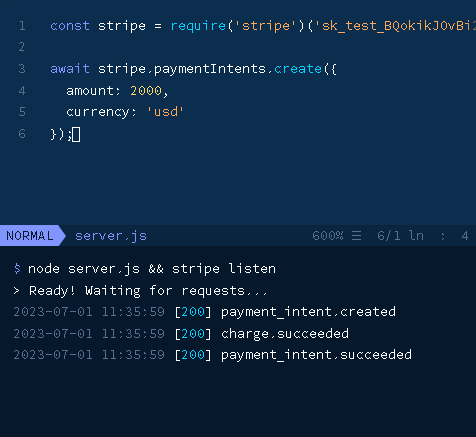 1 const stripe = require('stripe')('sk_test_BQokikJOvBi2
2
3 await stripe.paymentIntents.create({
4 amount: 2000,
5 currency: 'usd'
6 });
NORMAL server.js 600% ☰ 6/1 ln : 4
$ node server.js && stripe listen
> Ready! Waiting for requests...
2023-07-01 11:35:59 [200] payment_intent.created
2023-07-01 11:35:59 [200] charge.succeeded
2023-07-01 11:35:59 [200] payment_intent.succeeded